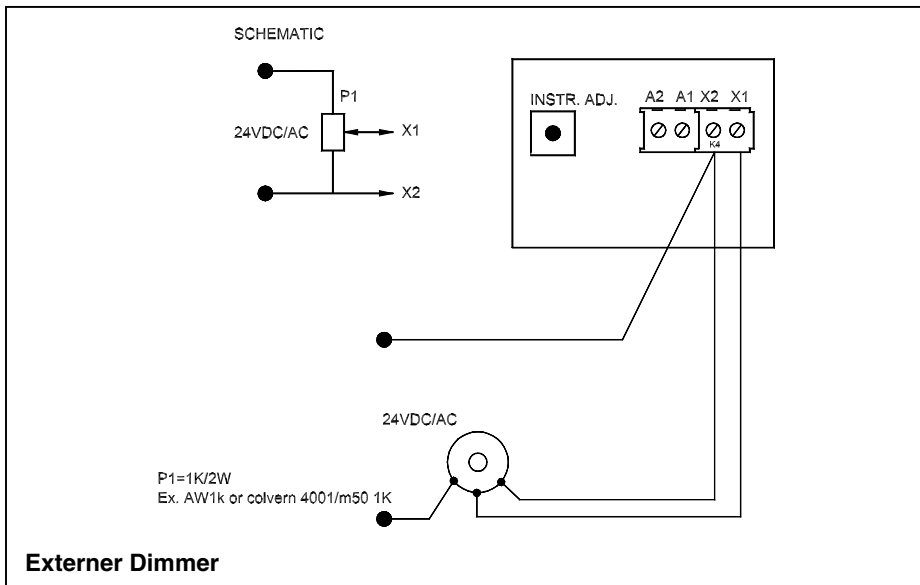 SCHEMATIC
P1
24VDC/AC
X1
X2
INSTR. ADJ.
A2 A1 X2 X1
K4
24VDC/AC
P1=1K/2W
Ex. AW1k or colvern 4001/m50 1K
Externer Dimmer